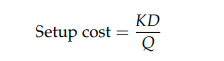 Setup cost = KD/Q